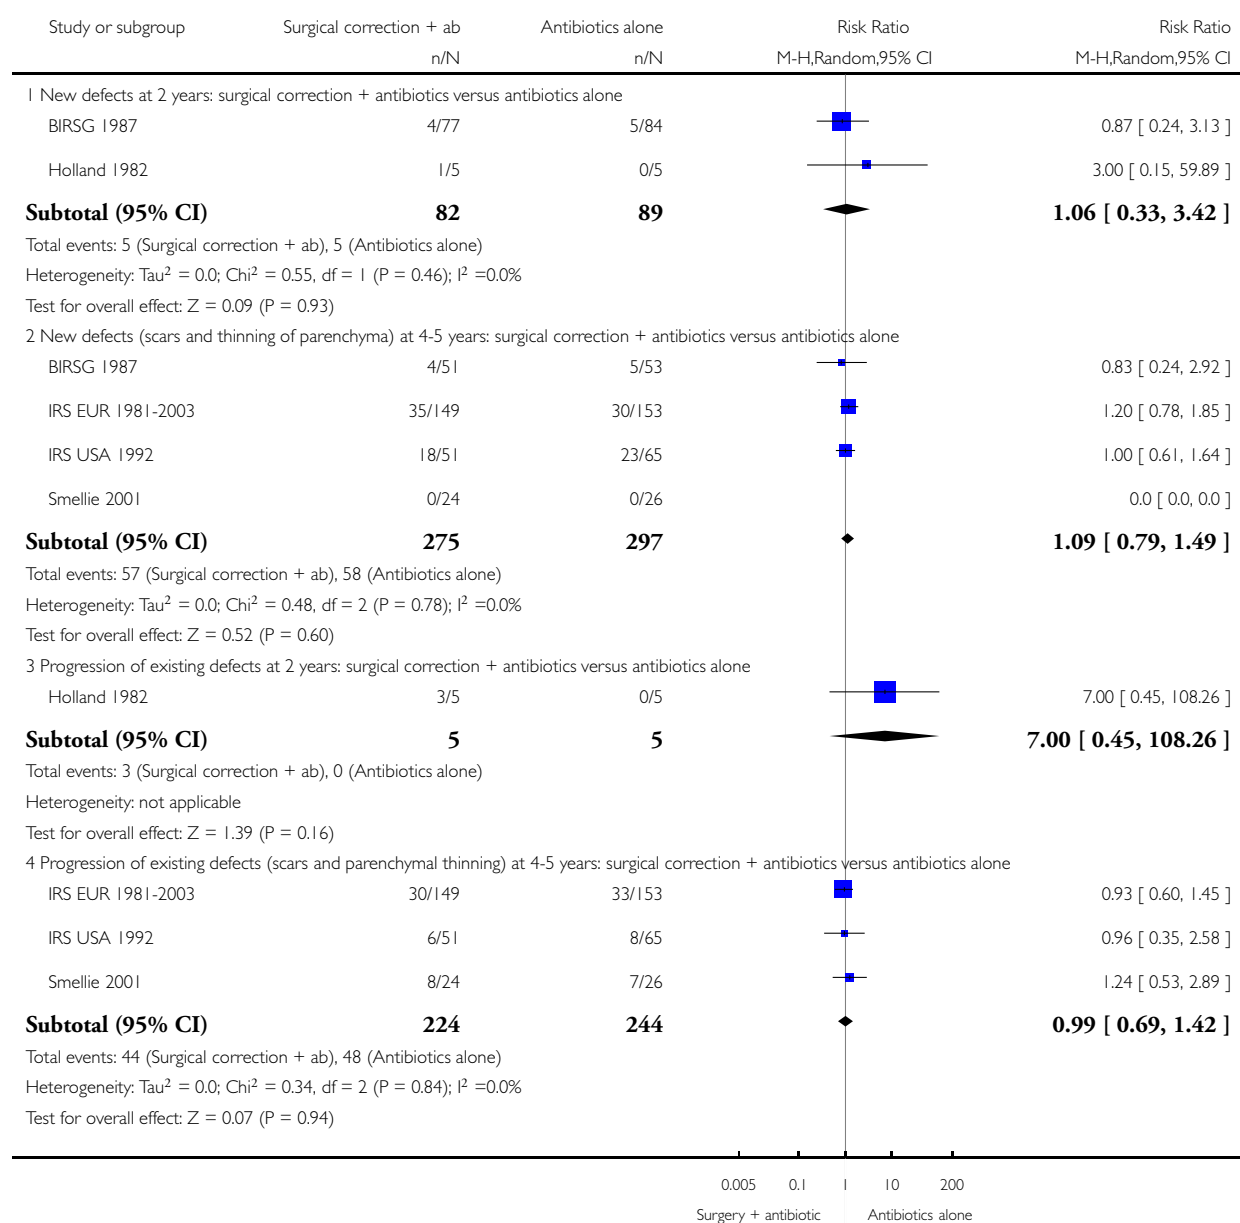 Study or subgroup Surgical correction + ab Antibiotics alone Risk Ratio Risk Ratio
n/N n/N M-H,Random,95% CI M-H,Random,95% CI
1 New defects at 2 years: surgical correction + antibiotics versus antibiotics alone
BIRSG 1987 4/77 5/84 0.87 [ 0.24, 3.13 ]
Holland 1982 1/5 0/5 3.00 [ 0.15, 59.89 ]
Subtotal (95% CI) 82 89 1.06 [ 0.33, 3.42 ]
Total events: 5 (Surgical correction + ab), 5 (Antibiotics alone)
Heterogeneity: Tau² = 0.0; Chi² = 0.55, df = 1 (P = 0.46); I² =0.0%
Test for overall effect: Z = 0.09 (P = 0.93)
2 New defects (scars and thinning of parenchyma) at 4-5 years: surgical correction + antibiotics versus antibiotics alone
BIRSG 1987 4/51 5/53 0.83 [ 0.24, 2.92 ]
IRS EUR 1981-2003 35/149 30/153 1.20 [ 0.78, 1.85 ]
IRS USA 1992 18/51 23/65 1.00 [ 0.61, 1.64 ]
Smellie 2001 0/24 0/26 0.0 [ 0.0, 0.0 ]
Subtotal (95% CI) 275 297 1.09 [ 0.79, 1.49 ]
Total events: 57 (Surgical correction + ab), 58 (Antibiotics alone)
Heterogeneity: Tau² = 0.0; Chi² = 0.48, df = 2 (P = 0.78); I² =0.0%
Test for overall effect: Z = 0.52 (P = 0.60)
3 Progression of existing defects at 2 years: surgical correction + antibiotics versus antibiotics alone
Holland 1982 3/5 0/5 7.00 [ 0.45, 108.26 ]
Subtotal (95% CI) 5 5 7.00 [ 0.45, 108.26 ]
Total events: 3 (Surgical correction + ab), 0 (Antibiotics alone)
Heterogeneity: not applicable
Test for overall effect: Z = 1.39 (P = 0.16)
4 Progression of existing defects (scars and parenchymal thinning) at 4-5 years: surgical correction + antibiotics versus antibiotics alone
IRS EUR 1981-2003 30/149 33/153 0.93 [ 0.60, 1.45 ]
IRS USA 1992 6/51 8/65 0.96 [ 0.35, 2.58 ]
Smellie 2001 8/24 7/26 1.24 [ 0.53, 2.89 ]
Subtotal (95% CI) 224 244 0.99 [ 0.69, 1.42 ]
Total events: 44 (Surgical correction + ab), 48 (Antibiotics alone)
Heterogeneity: Tau² = 0.0; Chi² = 0.34, df = 2 (P = 0.84); I² =0.0%
Test for overall effect: Z = 0.07 (P = 0.94)
0.005 0.1 1 10 200
Surgery + antibiotic Antibiotics alone